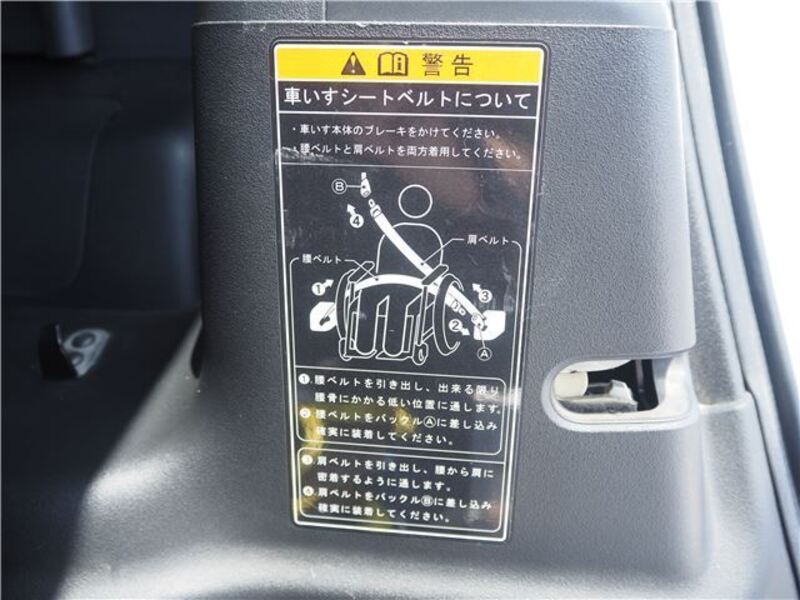 警告
車いすシートベルトについて
・車いす本体のブレーキをかけてください。
・腰ベルトと肩ベルトを両方着用してください。
Ⓑ
❹
肩ベルト
腰ベルト
❶
❸
❷
Ⓐ
❶.腰ベルトを引き出し、出来る限り
腰骨にかかる低い位置に通します。
❷.腰ベルトをバックルⒶに差し込み
確実に装着してください。
❸.肩ベルトを引き出し、腰から肩に
密着するように通します。
❹.肩ベルトをバックルⒷに差し込み
確実に装着してください。